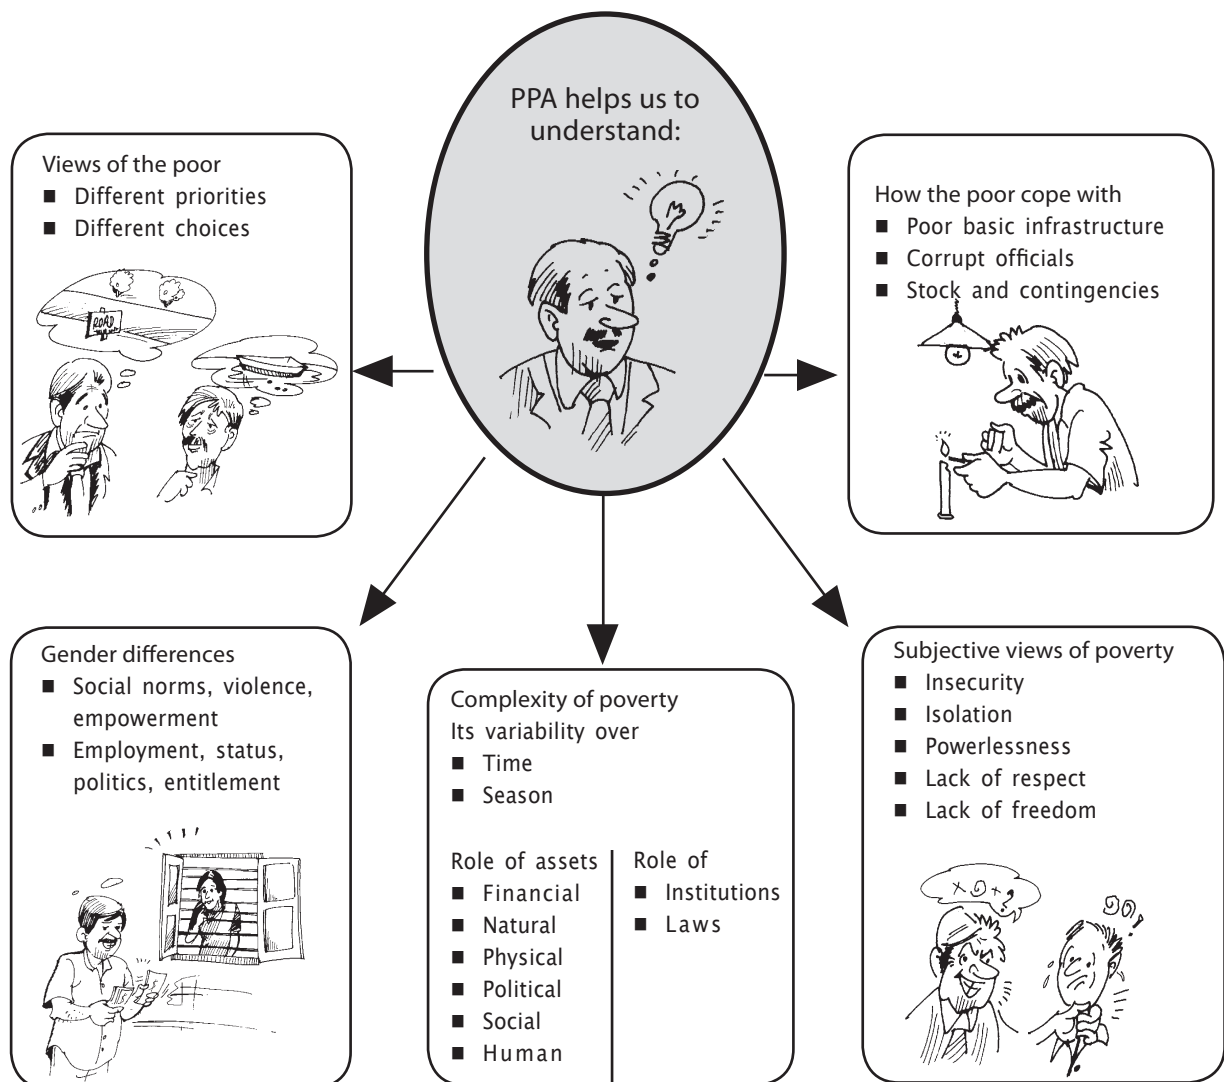 PPA helps us to
understand:
Views of the poor
■ Different priorities
■ Different choices
ROAD
How the poor cope with
■ Poor basic infrastructure
■ Corrupt officials
■ Stock and contingencies
Gender differences
■ Social norms, violence,
empowerment
■ Employment, status,
politics, entitlement
Complexity of poverty
Its variability over
■ Time
■ Season
Role of assets
■ Financial
■ Natural
■ Physical
■ Political
■ Social
■ Human
Role of
■ Institutions
■ Laws
Subjective views of poverty
■ Insecurity
■ Isolation
■ Powerlessness
■ Lack of respect
■ Lack of freedom